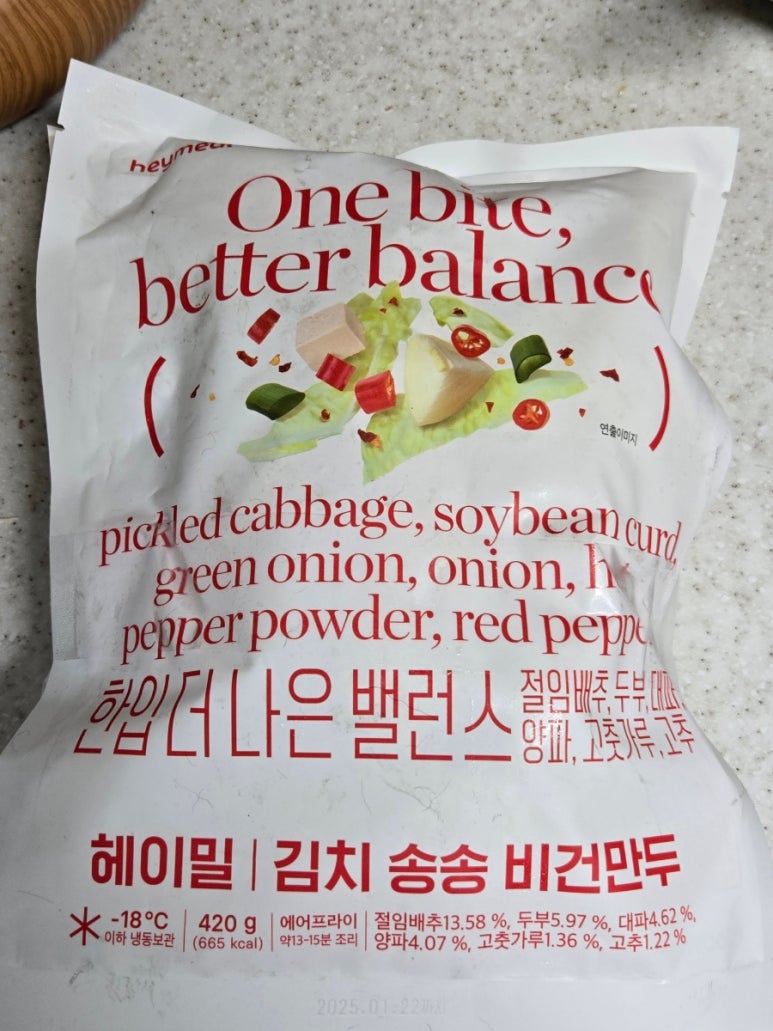 One bite,
better balance
연출이미지
pickled cabbage, soybean curd,
green onion, onion,
pepper powder, red
한입 더 나은 밸런스 절임배추, 두부, 대파,
양파, 고춧가루, 고추
헤이밀 | 김치 송송 비건만두
-18℃ 이하 냉동보관
420 g (665 kcal)
에어프라이 약13-15분 조리
절임배추13.58 %, 두부5.97 %, 대파4.62 %,
양파4.07 %, 고춧가루1.36 %, 고추1.22 %
2025.01.22까지